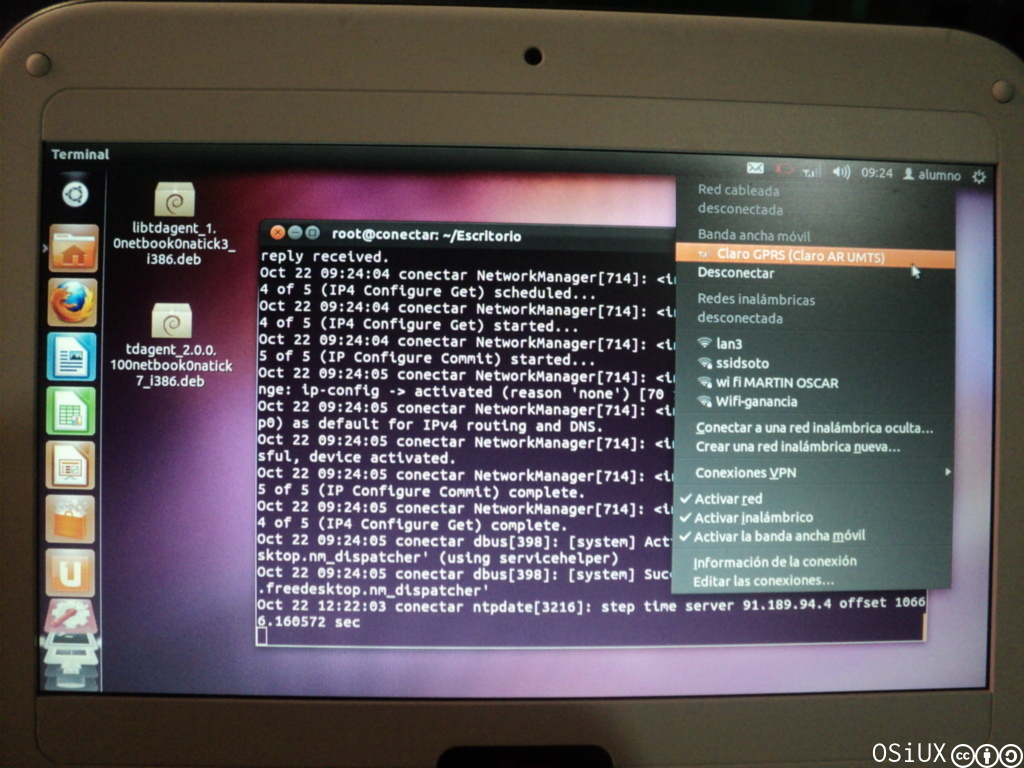 Terminal
09:24 alumno
libtdagent_1.
0netbook0natick3_
i386.deb
tdagent_2.0.0.
100netbook0natick
7_i386.deb
root@conectar: ~/Escritorio
reply received.
Oct 22 09:24:04 conectar NetworkManager[714]: <i
4 of 5 (IP4 Configure Get) scheduled...
Oct 22 09:24:04 conectar NetworkManager[714]: <i
4 of 5 (IP4 Configure Get) started...
Oct 22 09:24:04 conectar NetworkManager[714]: <i
5 of 5 (IP Configure Commit) started...
Oct 22 09:24:05 conectar NetworkManager[714]: <i
nge: ip-config -> activated (reason 'none') [70
Oct 22 09:24:05 conectar NetworkManager[714]: <i
p0) as default for IPv4 routing and DNS.
Oct 22 09:24:05 conectar NetworkManager[714]: <i
sful, device activated.
Oct 22 09:24:05 conectar NetworkManager[714]: <i
5 of 5 (IP Configure Commit) complete.
Oct 22 09:24:05 conectar NetworkManager[714]: <i
4 of 5 (IP4 Configure Get) complete.
Oct 22 09:24:05 conectar dbus[398]: [system] Act
sktop.nm_dispatcher' (using servicehelper)
Oct 22 09:24:05 conectar dbus[398]: [system] Suc
.freedesktop.nm_dispatcher'
Oct 22 12:22:03 conectar ntpdate[3216]: step time server 91.189.94.4 offset 1066
6.160572 sec
Red cableada
desconectada
Banda ancha móvil
Claro GPRS (Claro AR UMTS)
Desconectar
Redes inalámbricas
desconectada
lan3
ssidsoto
wi fi MARTIN OSCAR
Wifi-ganancia
Conectar a una red inalámbrica oculta...
Crear una red inalámbrica nueva...
Conexiones VPN
Activar red
Activar inalámbrico
Activar la banda ancha móvil
Información de la conexión
Editar las conexiones...
OSiUX